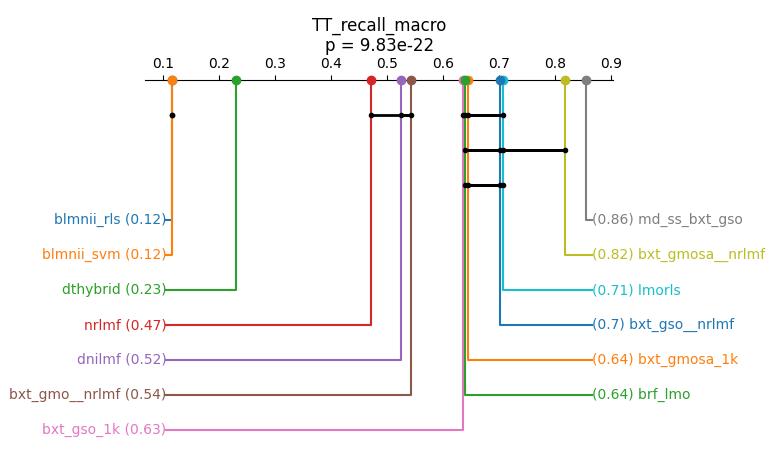 TT_recall_macro
p = 9.83e-22
0.1 0.2 0.3 0.4 0.5 0.6 0.7 0.8 0.9
blmnii_rls (0.12)
(0.86) md_ss_bxt_gso
blmnii_svm (0.12)
(0.82) bxt_gmosa__nrlmf
dthybrid (0.23)
(0.71) lmorls
nrlmf (0.47)
(0.7) bxt_gso__nrlmf
dnilmf (0.52)
(0.64) bxt_gmosa_1k
bxt_gmo__nrlmf (0.54)
(0.64) brf_lmo
bxt_gso_1k (0.63)